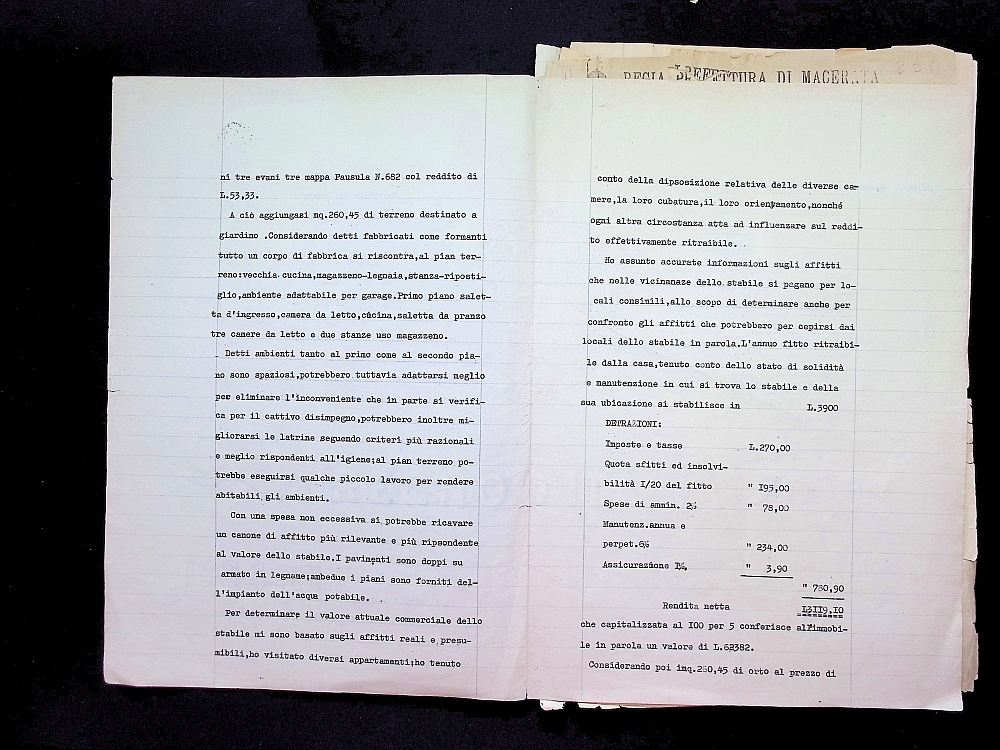 ni tre evani tre mappa Pausula N.682 col reddito di
L.53,33.
A ciò aggiungasi mq.260,45 di terreno destinato a
giardino .Considerando detti fabbricati come formanti
tutto un corpo di fabbrica si riscontra,al pian ter-
reno:vecchia cucina,magazzeno-legnaia,stanza-riposti-
glio,ambiente adattabile per garage.Primo piano salet-
ta d'ingresso,camera da letto,cucina,saletta da pranzo
tre camere da letto e due stanze uso magazzeno.
Detti ambienti tanto al primo come al secondo pia-
no sono spaziosi,potrebbero tuttavia adattarsi meglio
per eliminare l'inconveniente che in parte si verifi-
ca per il cattivo disimpegno,potrebbero inoltre mi-
gliorarsi le latrine seguendo criteri più razionali
e meglio rispondenti all'igiene;al pian terreno po-
trebbe eseguirsi qualche piccolo lavoro per rendere
abitabili gli ambienti.
Con una spesa non eccessiva si potrebbe ricavare
un canone di affitto più rilevante e più ripsondente
al valore dello stabile.I pavimenti sono doppi su
armato in legname;ambedue i piani sono forniti del-
l'impianto dell'acqua potabile.
Per determinare il valore attuale commerciale dello
stabile mi sono basato sugli affitti reali e presu-
mibili,ho visitato diversi appartamenti;ho tenuto
REGIA PREFETTURA DI MACERATA
conto della dipsosizione relativa delle diverse ca-
mere,la loro cubatura,il loro orientamento,nonché
ogni altra circostanza atta ad influenzare sul reddi-
to effettivamente ritraibile.
Ho assunto accurate informazioni sugli affitti
che nelle vicinanaze dello stabile si pagano per lo-
cali consimili,allo scopo di determinare anche per
confronto gli affitti che potrebbero per cepirsi dai
locali dello stabile in parola.L'annuo fitto ritraibi-
le dalla casa,tenuto conto dello stato di solidità
e manutenzione in cui si trova lo stabile e della
sua ubicazione si stabilisce in L.3900
DETRAZIONI:
Imposte e tasse L.270,00
Quota sfitti ed insolvi-
bilità I/20 del fitto " I95,00
Spese di ammin. 2% " 78,00
Manutenz.annua e
perpet.6% " 234,00
Assicurazione I‰ " 3,90
" 780,90
Rendita netta L3II9,I0
che capitalizzata al I00 per 5 conferisce all'immobi-
le in parola un valore di L.62382.
Considerando poi imq.260,45 di orto al prezzo di